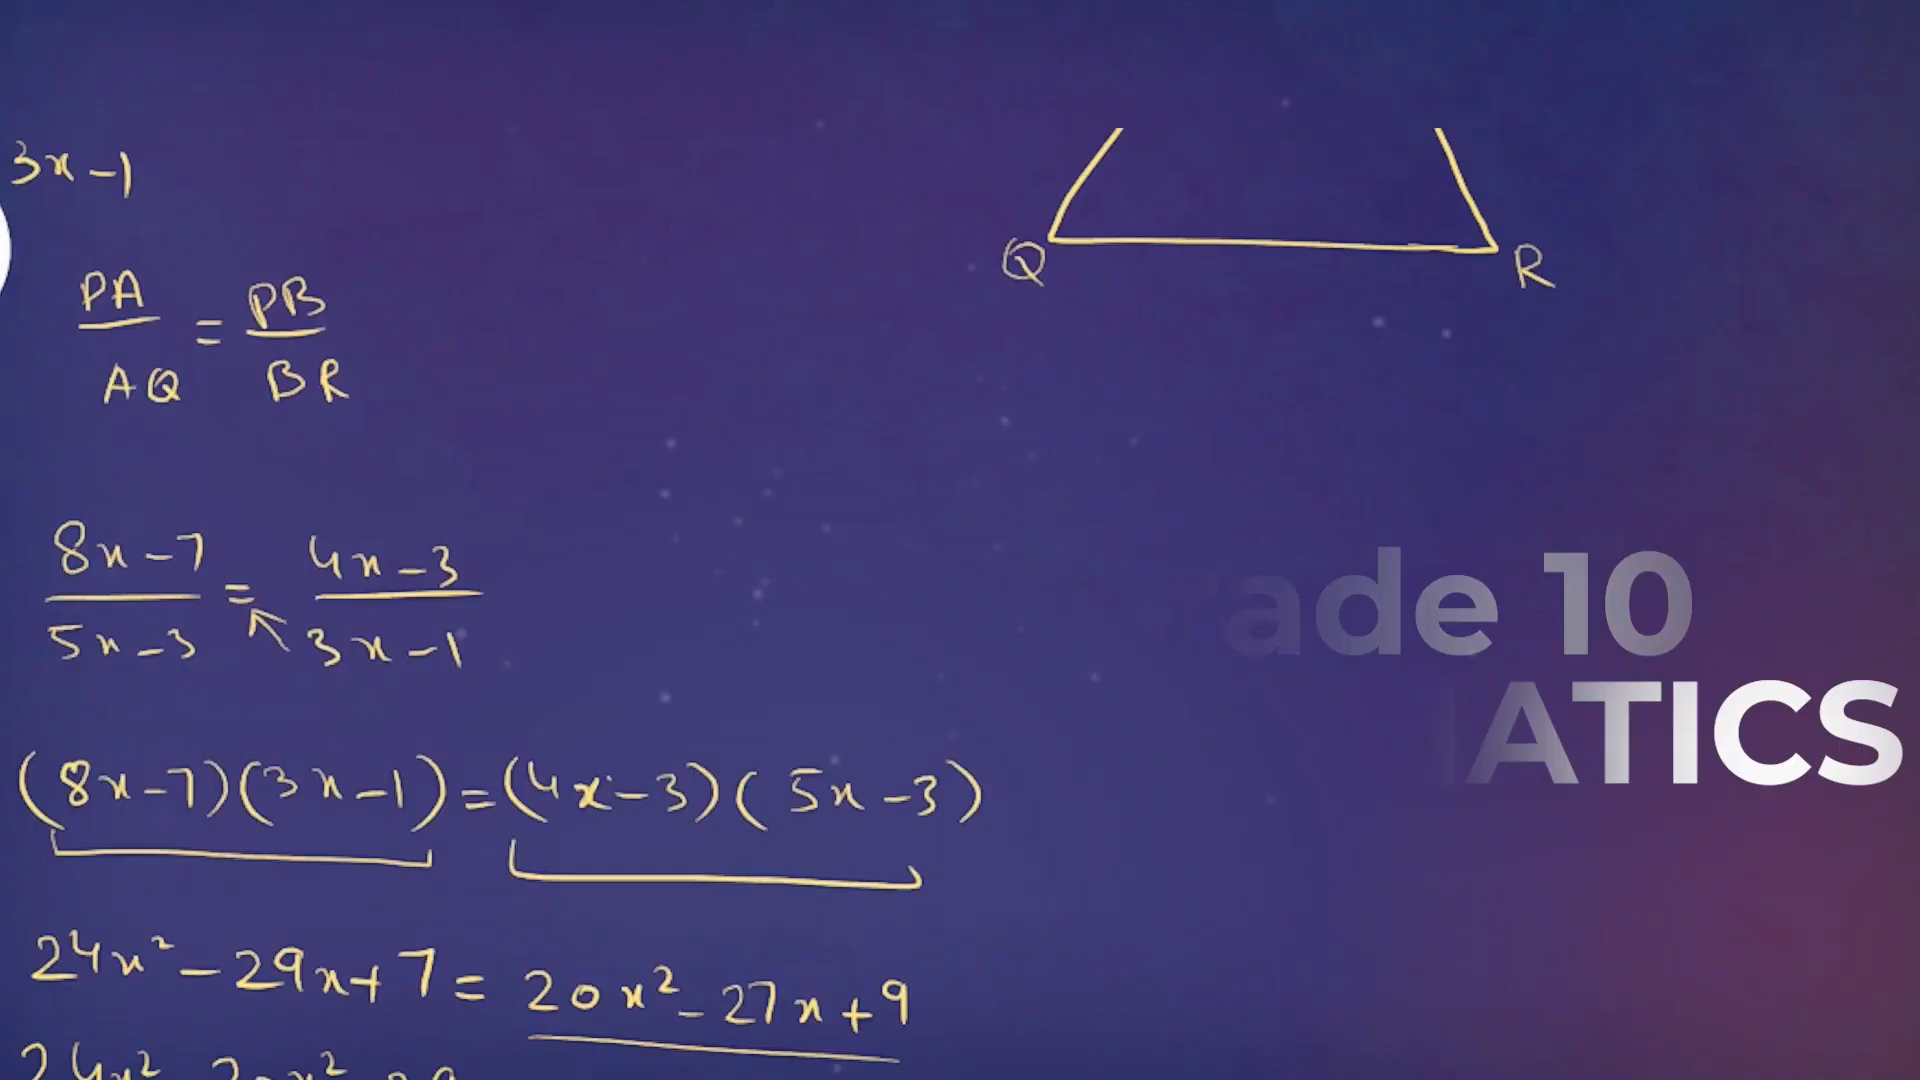 3x-1
Q R
PA/AQ = PB/BR
8x-7/5x-3 = 4x-3/3x-1
ade 10
ATICS
(8x-7)(3x-1)=(4x-3)(5x-3)
24x²-29x+7=20x²-27x+9